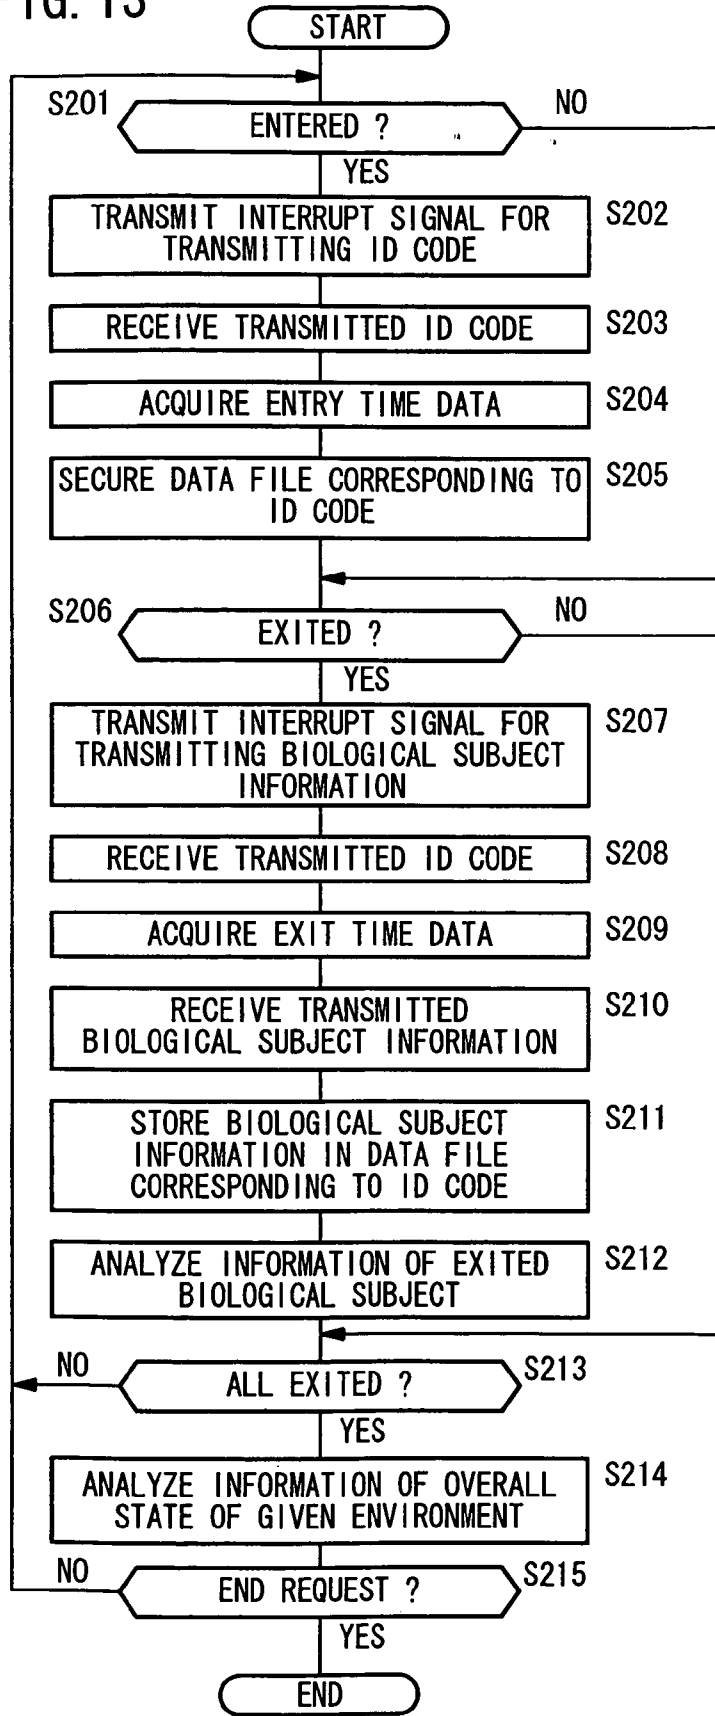 FIG. 13
START
S201
ENTERED ?
NO
YES
TRANSMIT INTERRUPT SIGNAL FOR
TRANSMITTING ID CODE
S202
RECEIVE TRANSMITTED ID CODE
S203
ACQUIRE ENTRY TIME DATA
S204
SECURE DATA FILE CORRESPONDING TO
ID CODE
S205
S206
EXITED ?
NO
YES
TRANSMIT INTERRUPT SIGNAL FOR
TRANSMITTING BIOLOGICAL SUBJECT
INFORMATION
S207
RECEIVE TRANSMITTED ID CODE
S208
ACQUIRE EXIT TIME DATA
S209
RECEIVE TRANSMITTED
BIOLOGICAL SUBJECT INFORMATION
S210
STORE BIOLOGICAL SUBJECT
INFORMATION IN DATA FILE
CORRESPONDING TO ID CODE
S211
ANALYZE INFORMATION OF EXITED
BIOLOGICAL SUBJECT
S212
NO
ALL EXITED ?
S213
YES
ANALYZE INFORMATION OF OVERALL
STATE OF GIVEN ENVIRONMENT
S214
NO
END REQUEST ?
S215
YES
END